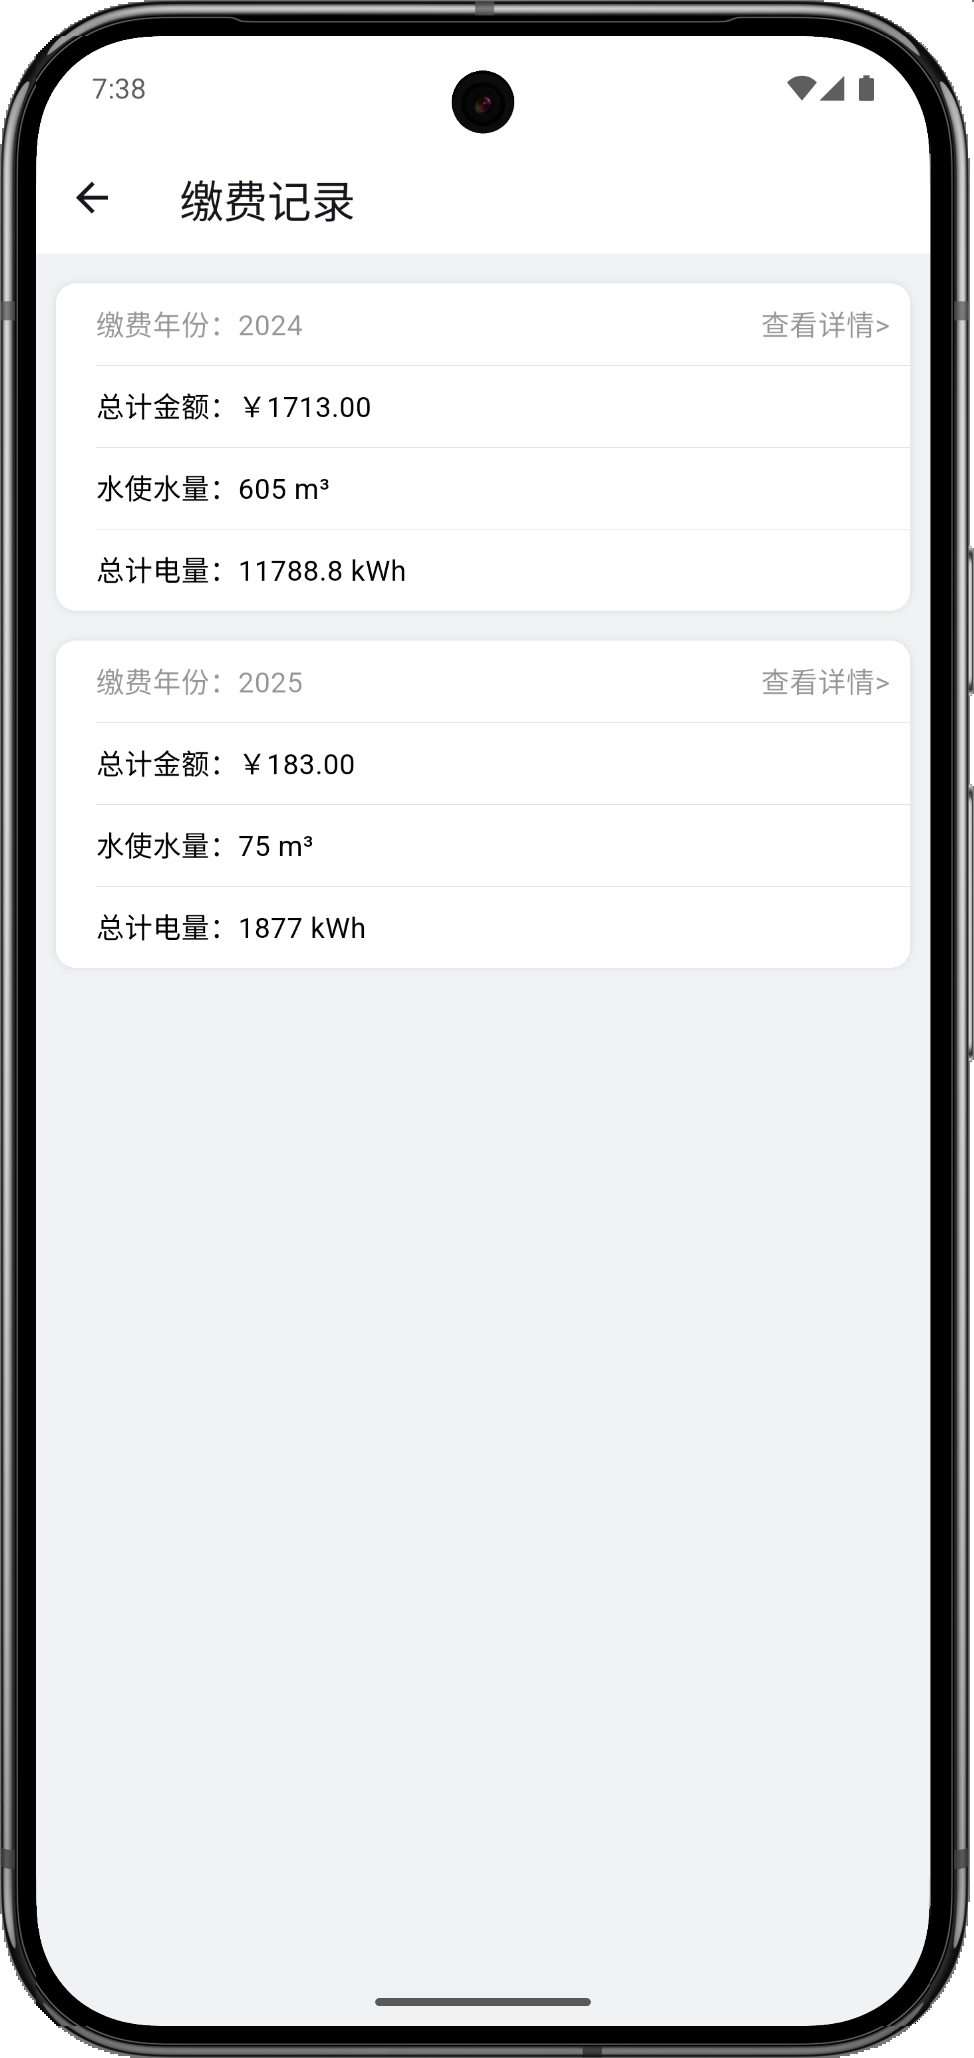 7:38
缴费记录
缴费年份：2024 查看详情>
总计金额：￥1713.00
水使水量：605 m³
总计电量：11788.8 kWh
缴费年份：2025 查看详情>
总计金额：￥183.00
水使水量：75 m³
总计电量：1877 kWh